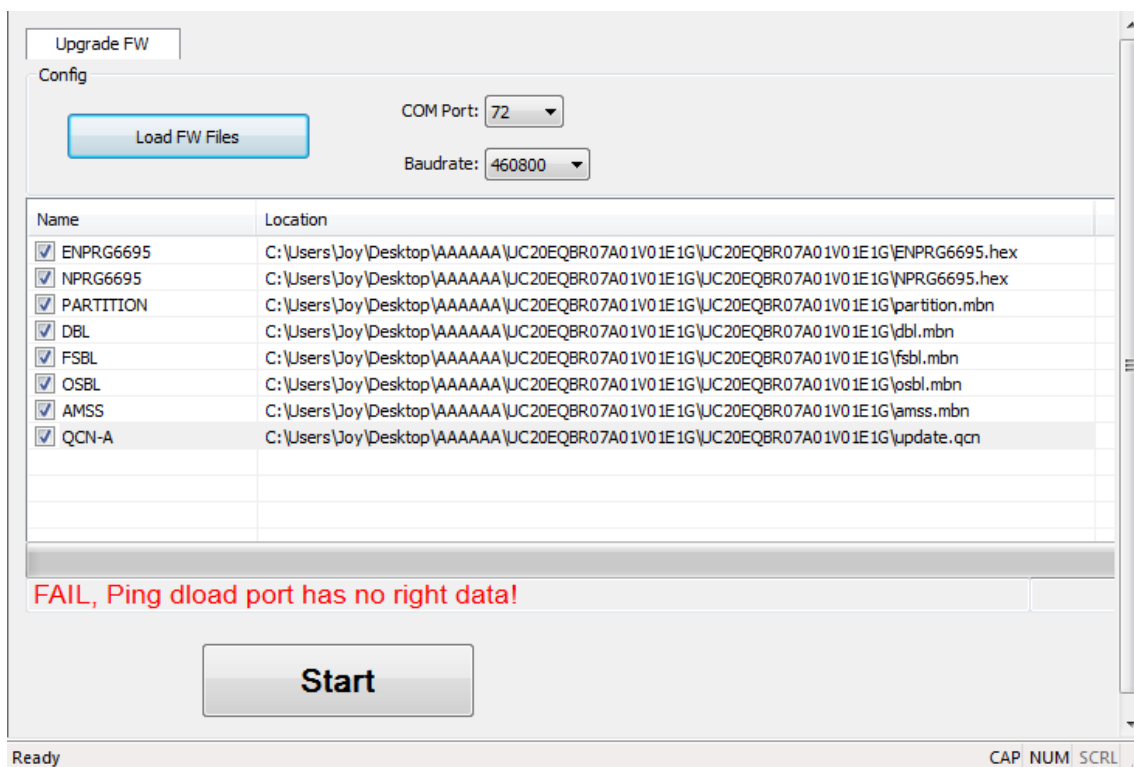 Upgrade FW
Config
Load FW Files
COM Port: 72
Baudrate: 460800
Name Location
ENPRG6695 C:\Users\Joy\Desktop\AAAAAA\UC20EQBR07A01V01E1G\UC20EQBR07A01V01E1G\ENPRG6695.hex
NPRG6695 C:\Users\Joy\Desktop\AAAAAA\UC20EQBR07A01V01E1G\UC20EQBR07A01V01E1G\NPRG6695.hex
PARTITION C:\Users\Joy\Desktop\AAAAAA\UC20EQBR07A01V01E1G\UC20EQBR07A01V01E1G\partition.mbn
DBL C:\Users\Joy\Desktop\AAAAAA\UC20EQBR07A01V01E1G\UC20EQBR07A01V01E1G\dbl.mbn
FSBL C:\Users\Joy\Desktop\AAAAAA\UC20EQBR07A01V01E1G\UC20EQBR07A01V01E1G\fsbl.mbn
OSBL C:\Users\Joy\Desktop\AAAAAA\UC20EQBR07A01V01E1G\UC20EQBR07A01V01E1G\osbl.mbn
AMSS C:\Users\Joy\Desktop\AAAAAA\UC20EQBR07A01V01E1G\UC20EQBR07A01V01E1G\amss.mbn
QCN-A C:\Users\Joy\Desktop\AAAAAA\UC20EQBR07A01V01E1G\UC20EQBR07A01V01E1G\update.qcn
FAIL, Ping dload port has no right data!
Start
Ready CAP NUM SCRL